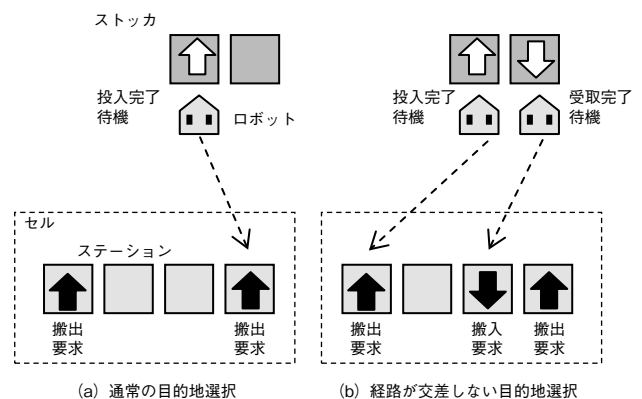 ストッカ
投入完了
待機
ロボット
セル
ステーション
搬出
要求
搬出
要求
(a) 通常の目的地選択
投入完了
待機
受取完了
待機
搬出
要求
搬入
要求
搬出
要求
(b) 経路が交差しない目的地選択